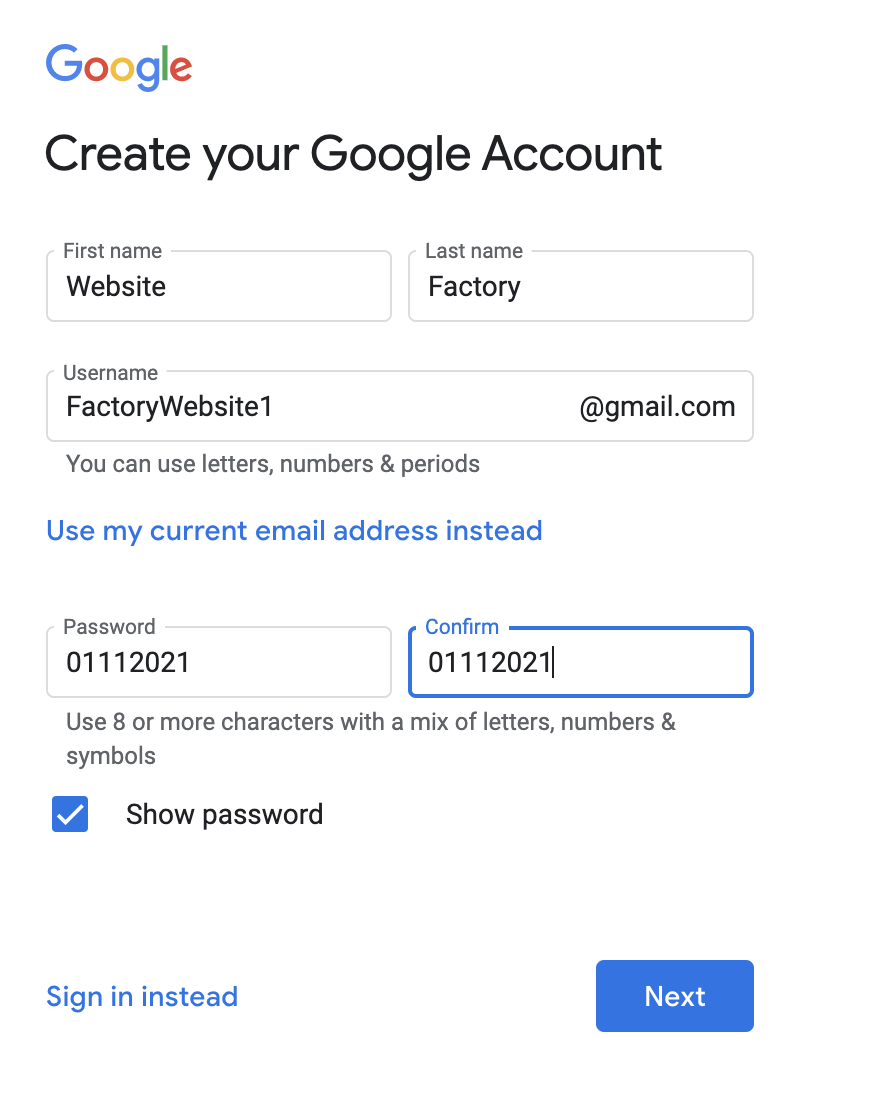 Google
Create your Google Account
First name
Last name
Website
Factory
Username
FactoryWebsite1
@gmail.com
You can use letters, numbers & periods
Use my current email address instead
Password
Confirm
01112021
01112021
Use 8 or more characters with a mix of letters, numbers &
symbols
Show password
Sign in instead
Next